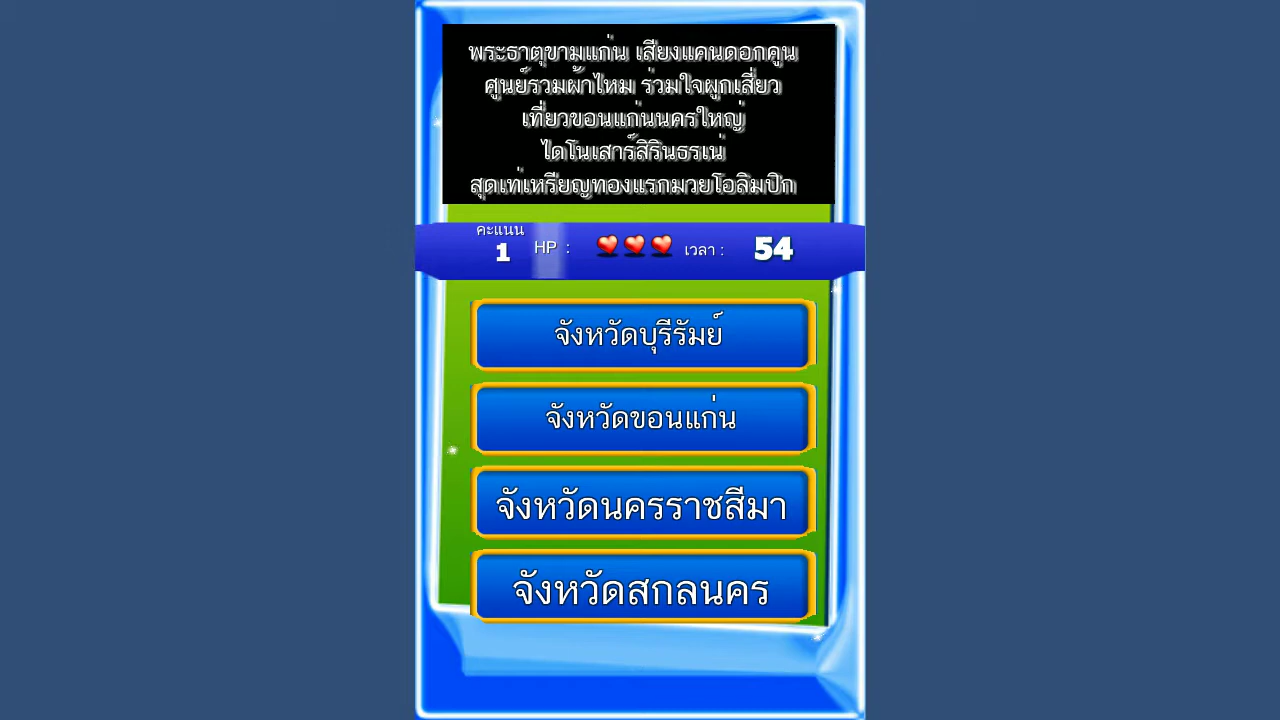 พระธาตุขามแก่น เสียงแคนดอกคูน
ศูนย์รวมผ้าไหม ร่วมใจผูกเสี่ยว
เที่ยวขอนแก่นนครใหญ่
ไดโนเสาร์สิรินธรเน่
สุดเท่เหรียญทองแรกมวยโอลิมปิก
คะแนน
1
HP :
เวลา :
54
จังหวัดบุรีรัมย์
จังหวัดขอนแก่น
จังหวัดนครราชสีมา
จังหวัดสกลนคร